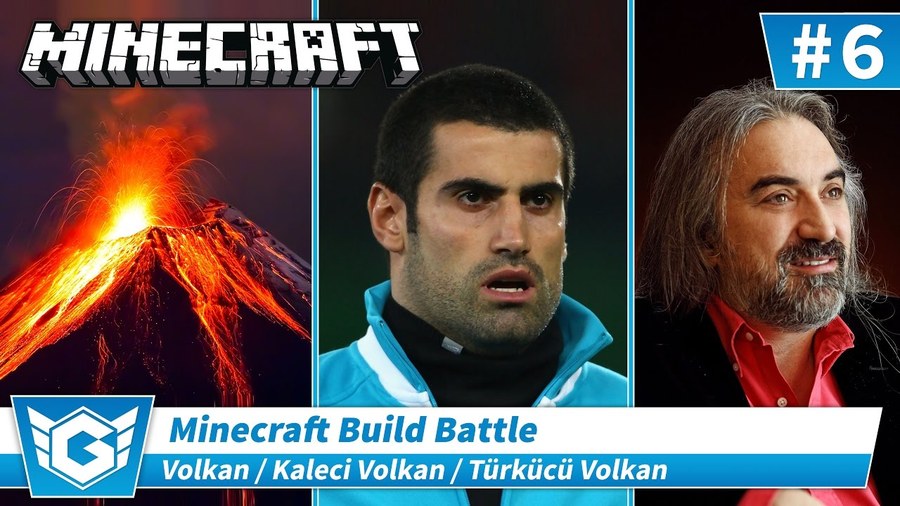 MINECRAFT
#6
G
Minecraft Build Battle
Volkan / Kaleci Volkan / Türkücü Volkan